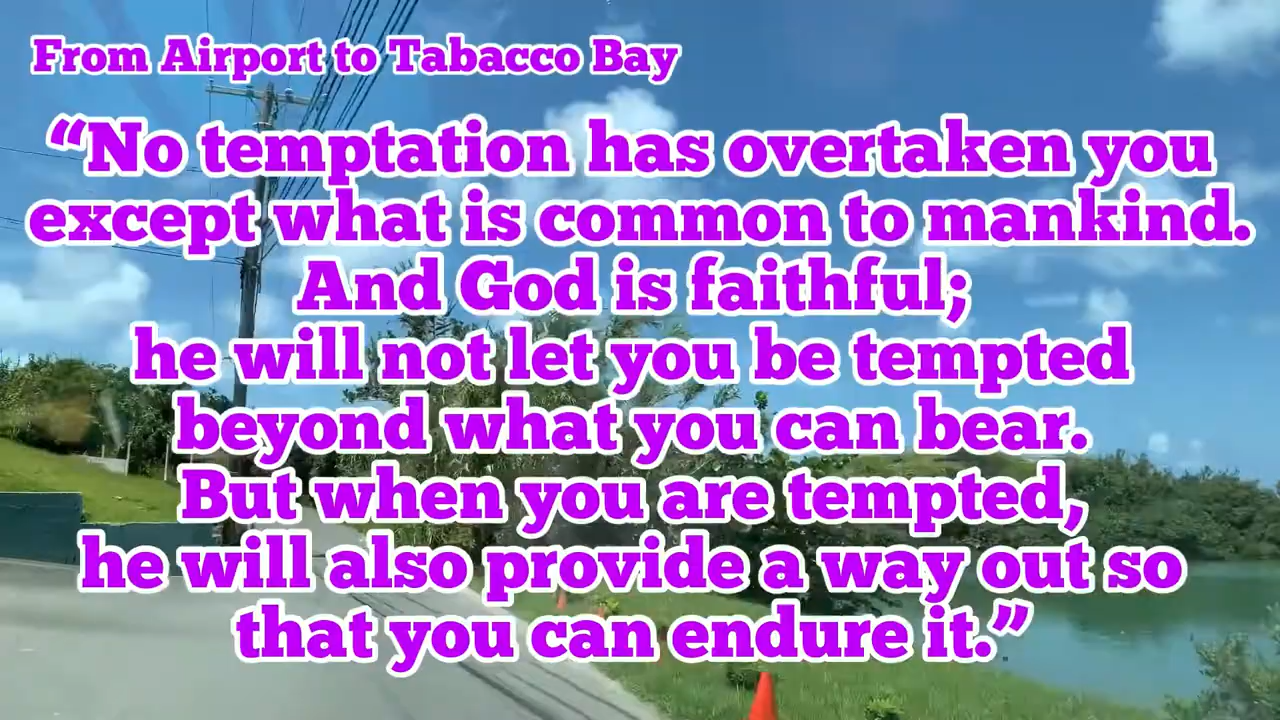 From Airport to Tabacco Bay
“No temptation has overtaken you
except what is common to mankind.
And God is faithful;
he will not let you be tempted
beyond what you can bear.
But when you are tempted,
he will also provide a way out so
that you can endure it.”